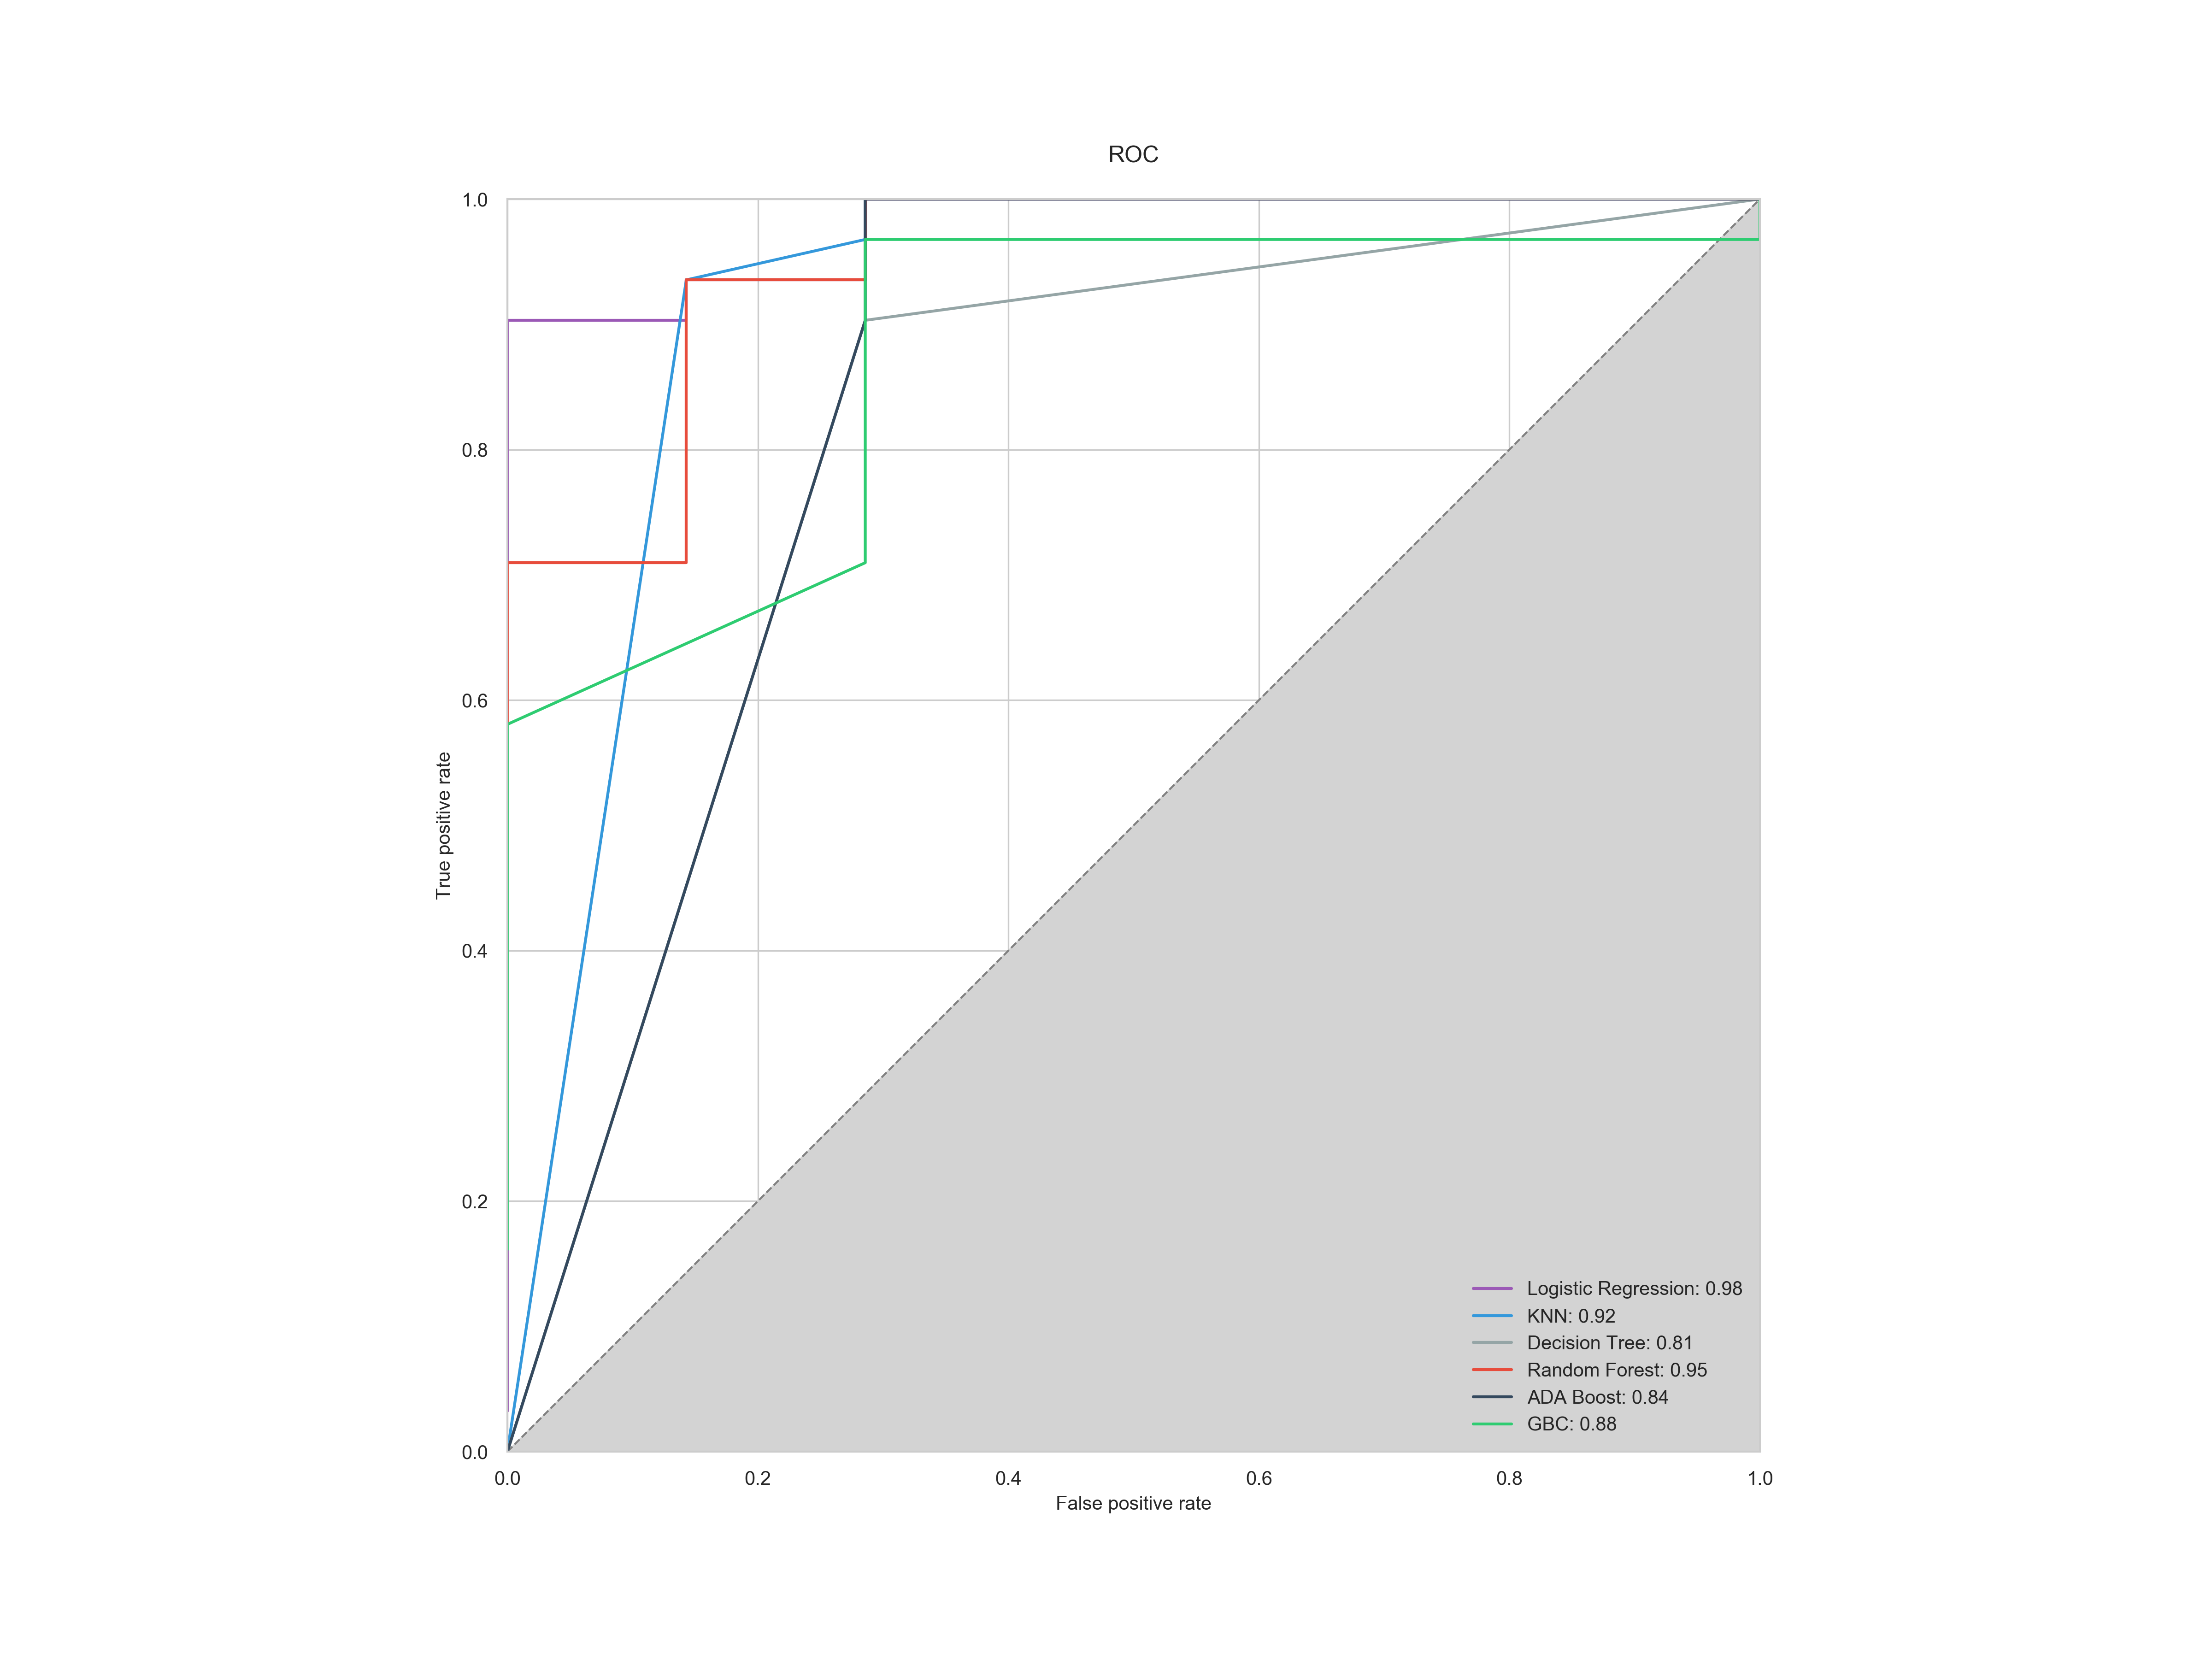 ROC
1.0
0.8
0.6
0.4
0.2
0.0
True positive rate
0.0 0.2 0.4 0.6 0.8 1.0
False positive rate
Logistic Regression: 0.98
KNN: 0.92
Decision Tree: 0.81
Random Forest: 0.95
ADA Boost: 0.84
GBC: 0.88